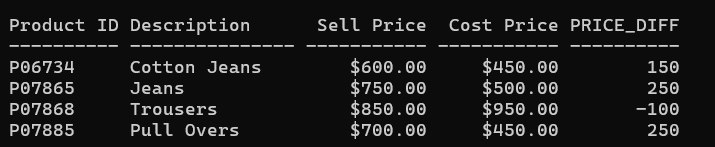 Product ID Description     Sell Price  Cost Price PRICE_DIFF
---------- --------------- ----------- ----------- ----------
P06734     Cotton Jeans        $600.00     $450.00        150
P07865     Jeans               $750.00     $500.00        250
P07868     Trousers            $850.00     $950.00       -100
P07885     Pull Overs          $700.00     $450.00        250